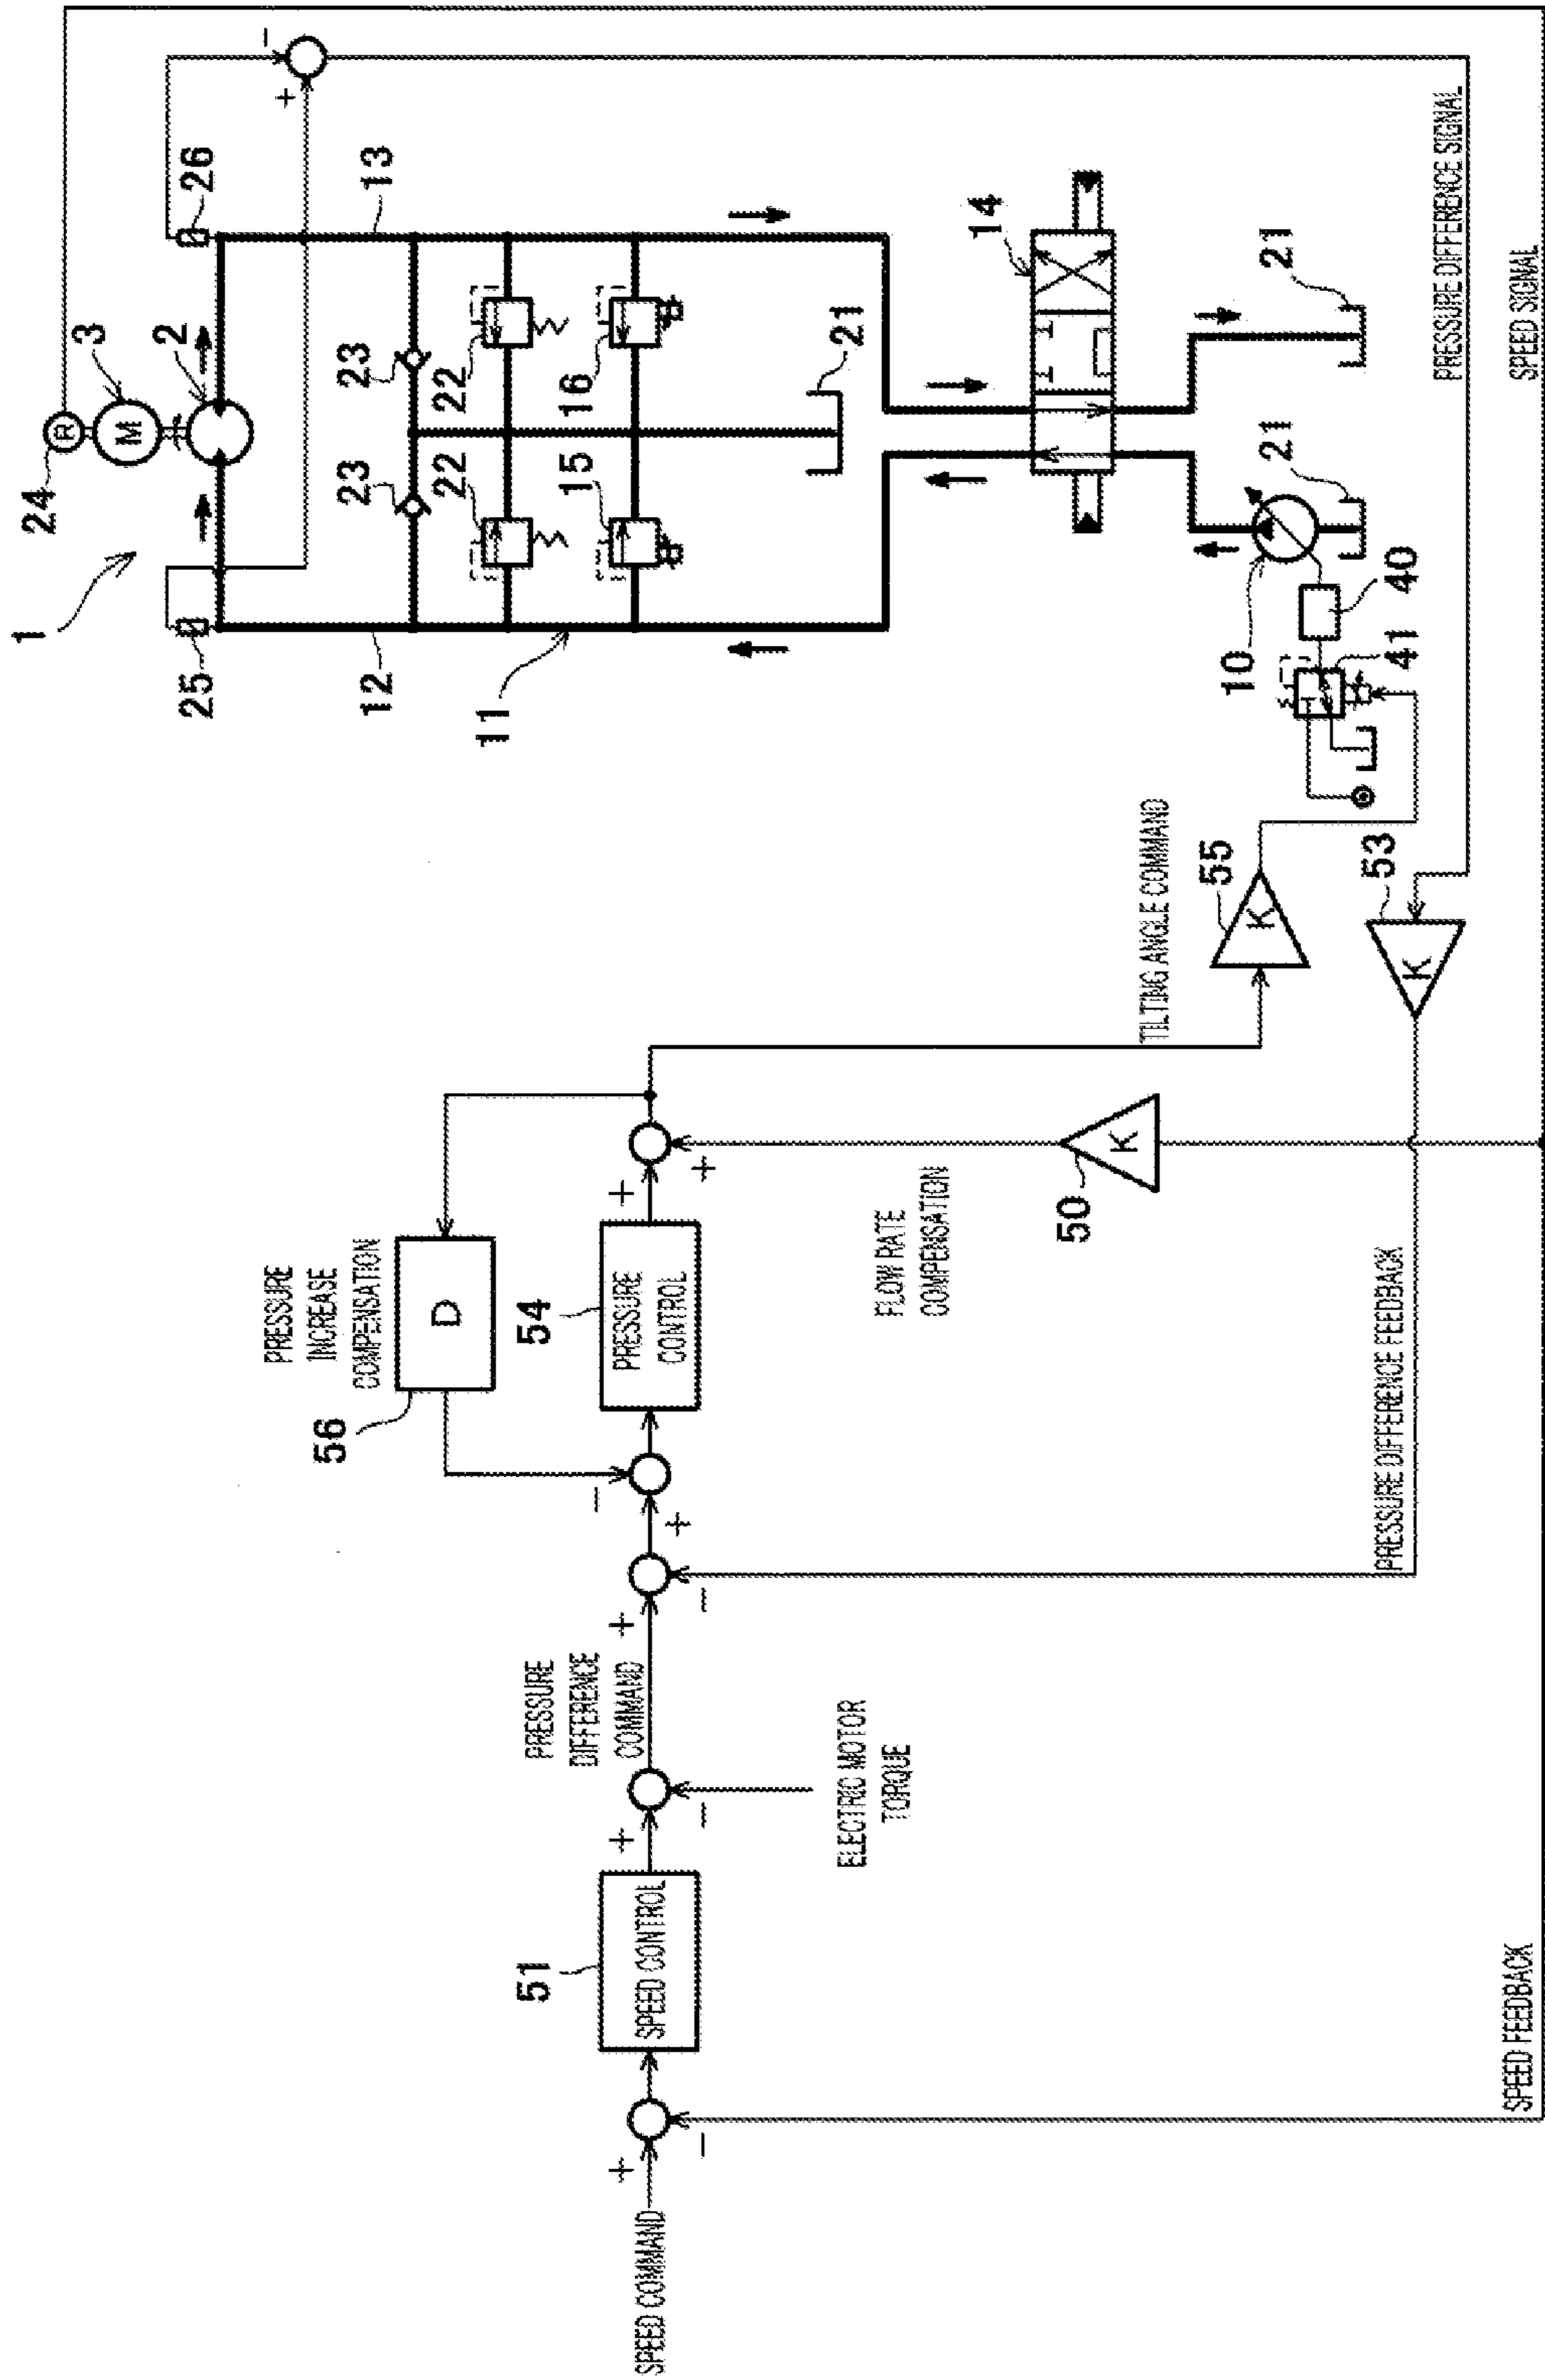 SPEED COMMAND
+
−
51
SPEED CONTROL
+
−
ELECTRIC MOTOR
TORQUE
PRESSURE
DIFFERENCE
COMMAND
+
−
+
−
PRESSURE
INCREASE
COMPENSATION
56
D
54
PRESSURE
CONTROL
+
+
FLOW RATE
COMPENSATION
50
K
TILTING ANGLE COMMAND
55
K
53
K
PRESSURE DIFFERENCE FEEDBACK
SPEED FEEDBACK
PRESSURE DIFFERENCE SIGNAL
SPEED SIGNAL
1
24
R
3
M
2
25
26
+
−
12
13
11
23
23
22
22
15
16
21
14
10
21
21
40
41